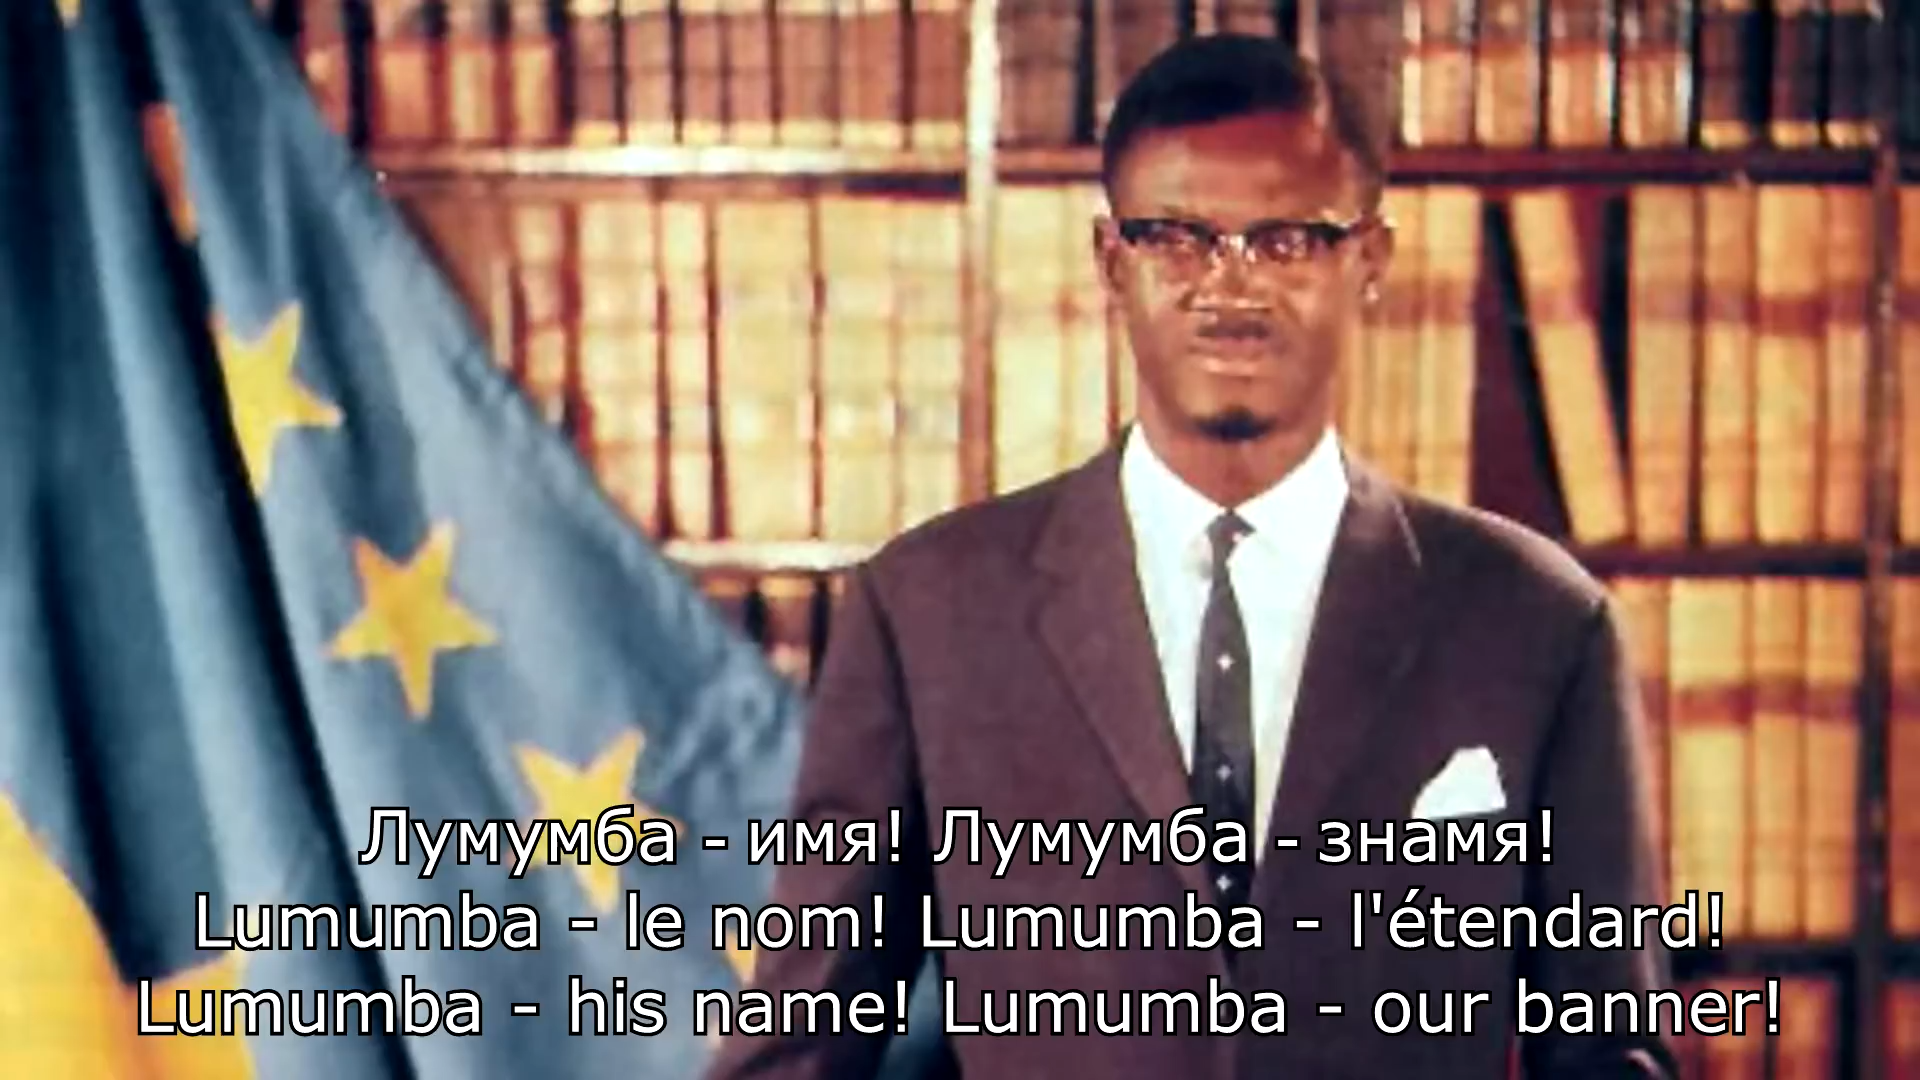 Лумумба - имя! Лумумба - знамя!
Lumumba - le nom! Lumumba - l'étendard!
Lumumba - his name! Lumumba - our banner!